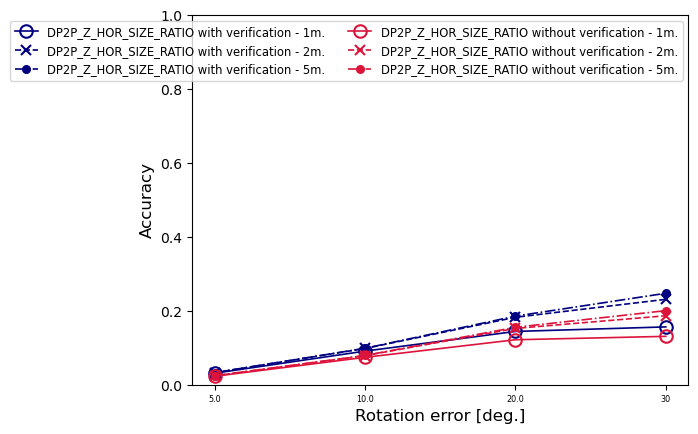 1.0
DP2P_Z_HOR_SIZE_RATIO with verification - 1m.
DP2P_Z_HOR_SIZE_RATIO with verification - 2m.
DP2P_Z_HOR_SIZE_RATIO with verification - 5m.
DP2P_Z_HOR_SIZE_RATIO without verification - 1m.
DP2P_Z_HOR_SIZE_RATIO without verification - 2m.
DP2P_Z_HOR_SIZE_RATIO without verification - 5m.
0.8
0.6
0.4
0.2
0.0
Accuracy
5.0 10.0 20.0 30
Rotation error [deg.]